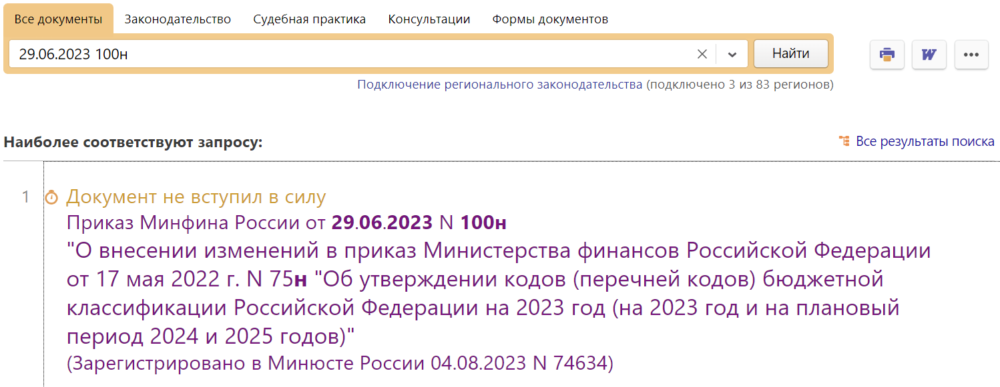 Все документы Законодательство Судебная практика Консультации Формы документов
29.06.2023 100н Найти
Подключение регионального законодательства (подключено 3 из 83 регионов)
Наиболее соответствуют запросу: Все результаты поиска
1 Документ не вступил в силу
Приказ Минфина России от 29.06.2023 N 100н
"О внесении изменений в приказ Министерства финансов Российской Федерации
от 17 мая 2022 г. N 75н "Об утверждении кодов (перечней кодов) бюджетной
классификации Российской Федерации на 2023 год (на 2023 год и на плановый
период 2024 и 2025 годов)"
(Зарегистрировано в Минюсте России 04.08.2023 N 74634)